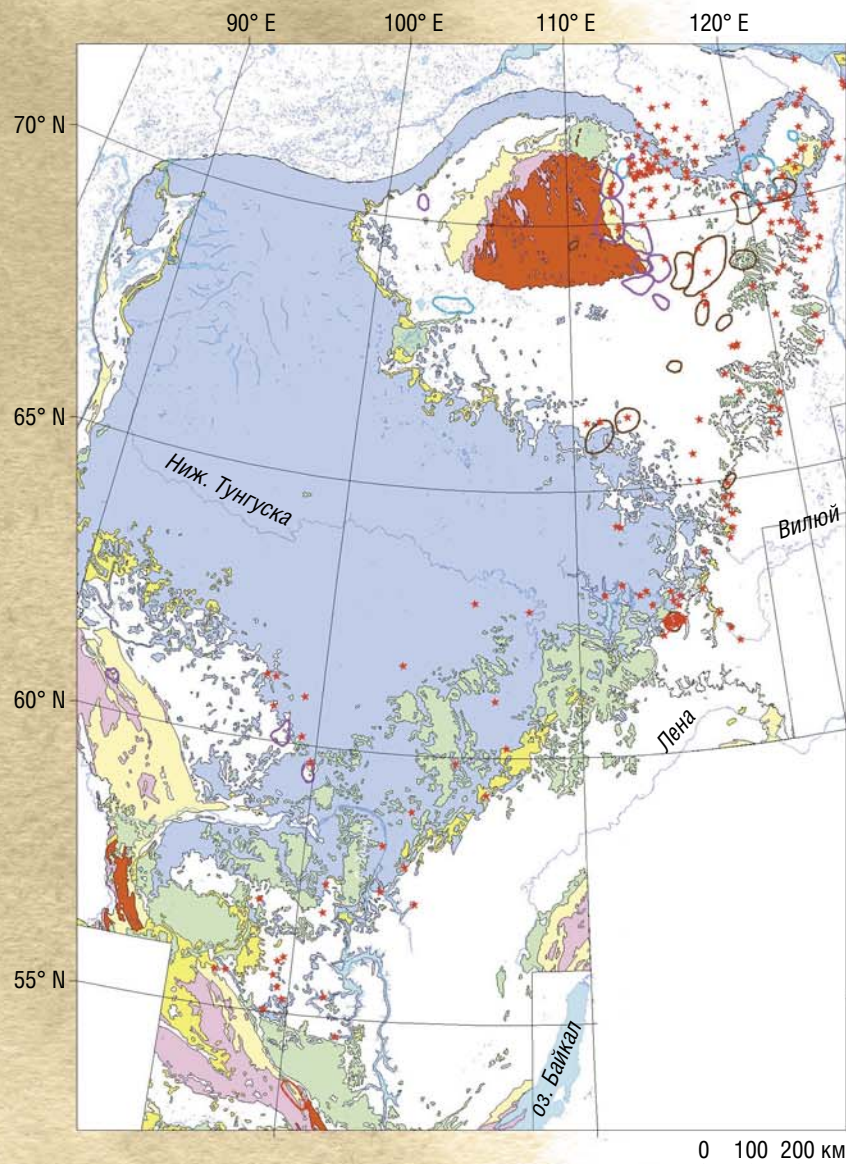 90° E 100° E 110° E 120° E
70° N
65° N
Ниж. Тунгуска
Вилюй
60° N
Лена
55° N
оз. Байкал
0 100 200 км